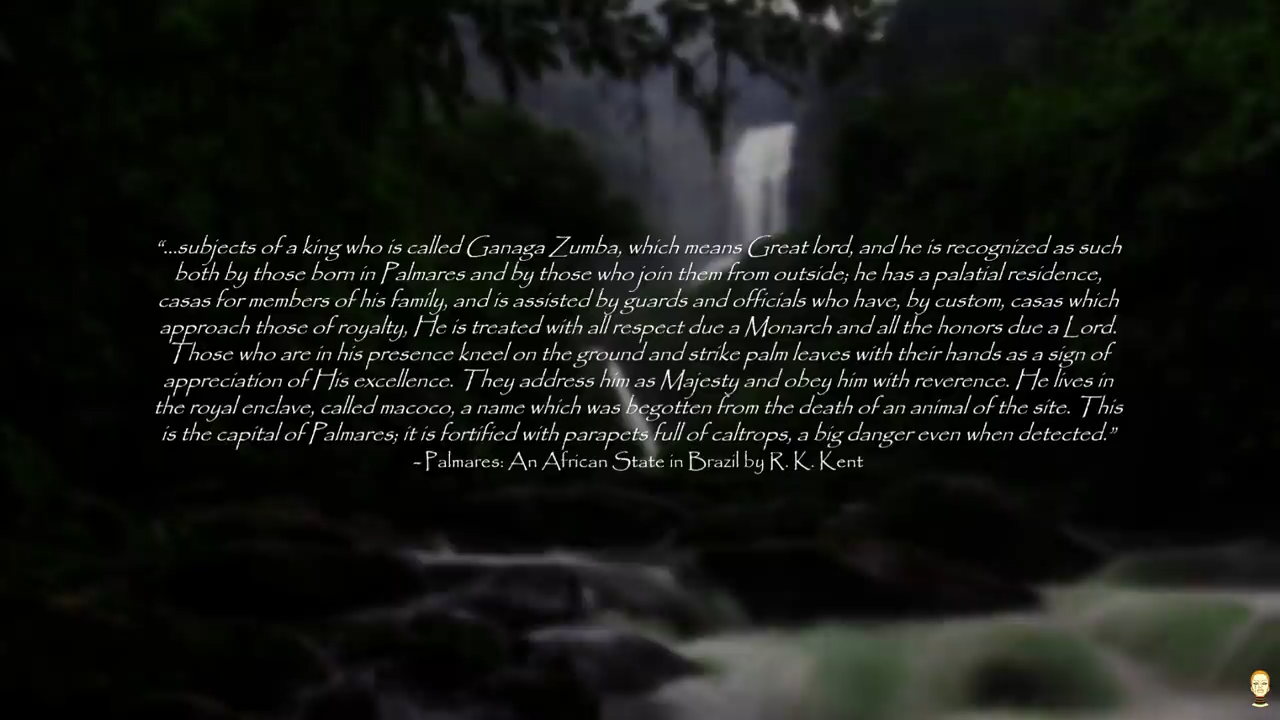 “...subjects of a king who is called Ganaga Zumba, which means Great lord, and he is recognized as such
both by those born in Palmares and by those who join them from outside; he has a palatial residence,
casas for members of his family, and is assisted by guards and officials who have, by custom, casas which
approach those of royalty, He is treated with all respect due a Monarch and all the honors due a Lord.
Those who are in his presence kneel on the ground and strike palm leaves with their hands as a sign of
appreciation of His excellence. They address him as Majesty and obey him with reverence. He lives in
the royal enclave, called macoco, a name which was begotten from the death of an animal of the site. This
is the capital of Palmares; it is fortified with parapets full of caltrops, a big danger even when detected.”
- Palmares: An African State in Brazil by R. K. Kent